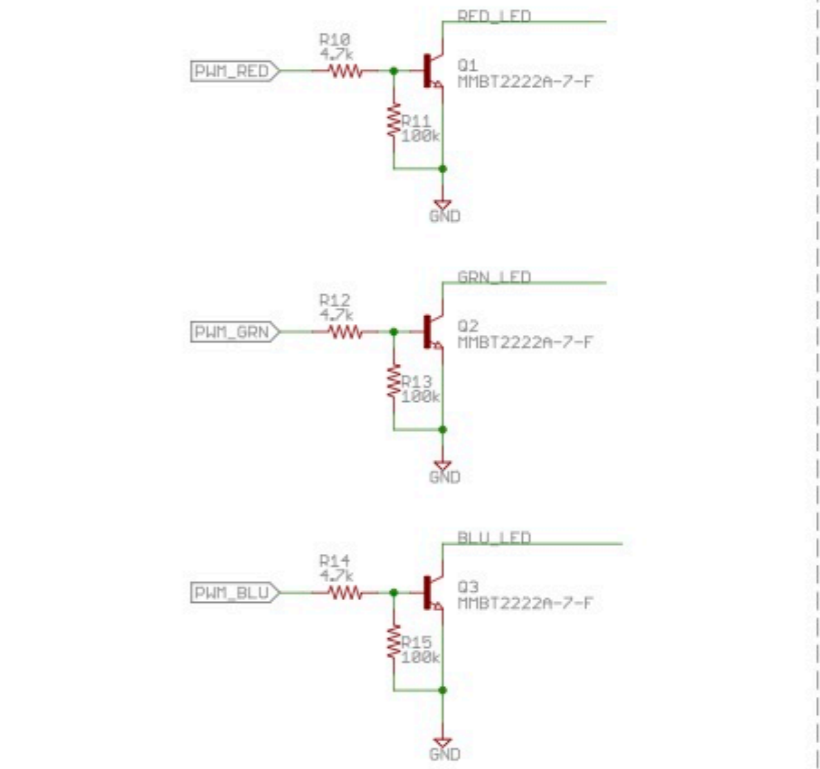 RED_LED
R10
4.7k
PWM_RED
Q1
MMBT2222A-7-F
R11
100k
GND
GRN_LED
R12
4.7k
PWM_GRN
Q2
MMBT2222A-7-F
R13
100k
GND
BLU_LED
R14
4.7k
PWM_BLU
Q3
MMBT2222A-7-F
R15
100k
GND